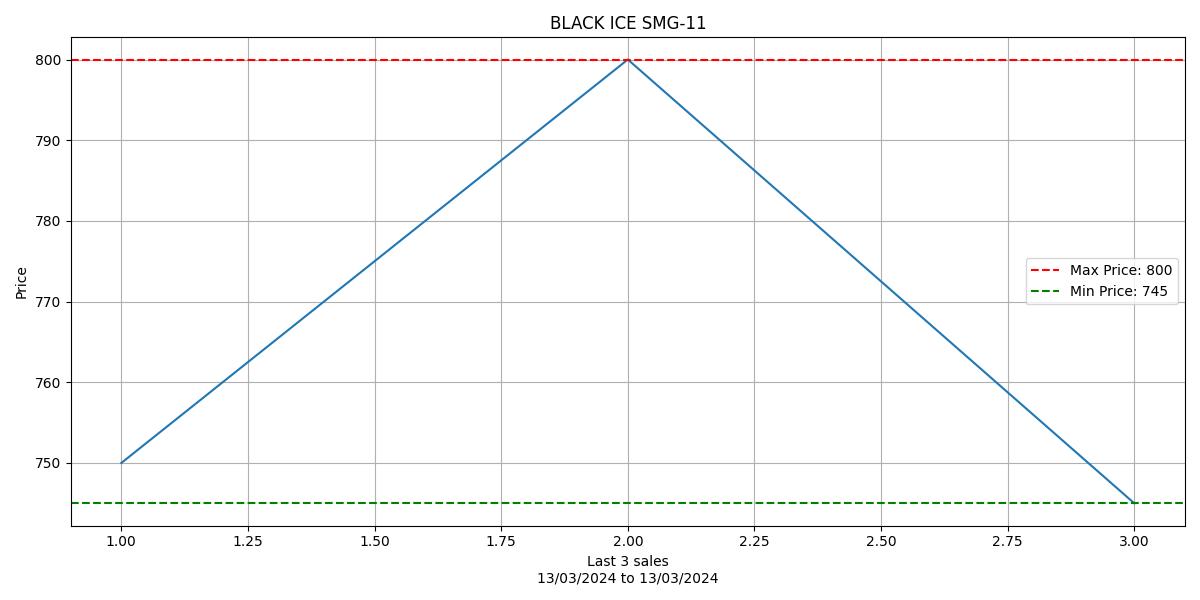 BLACK ICE SMG-11
Price
800
790
780
770
760
750
Max Price: 800
Min Price: 745
1.00 1.25 1.50 1.75 2.00 2.25 2.50 2.75 3.00
Last 3 sales
13/03/2024 to 13/03/2024